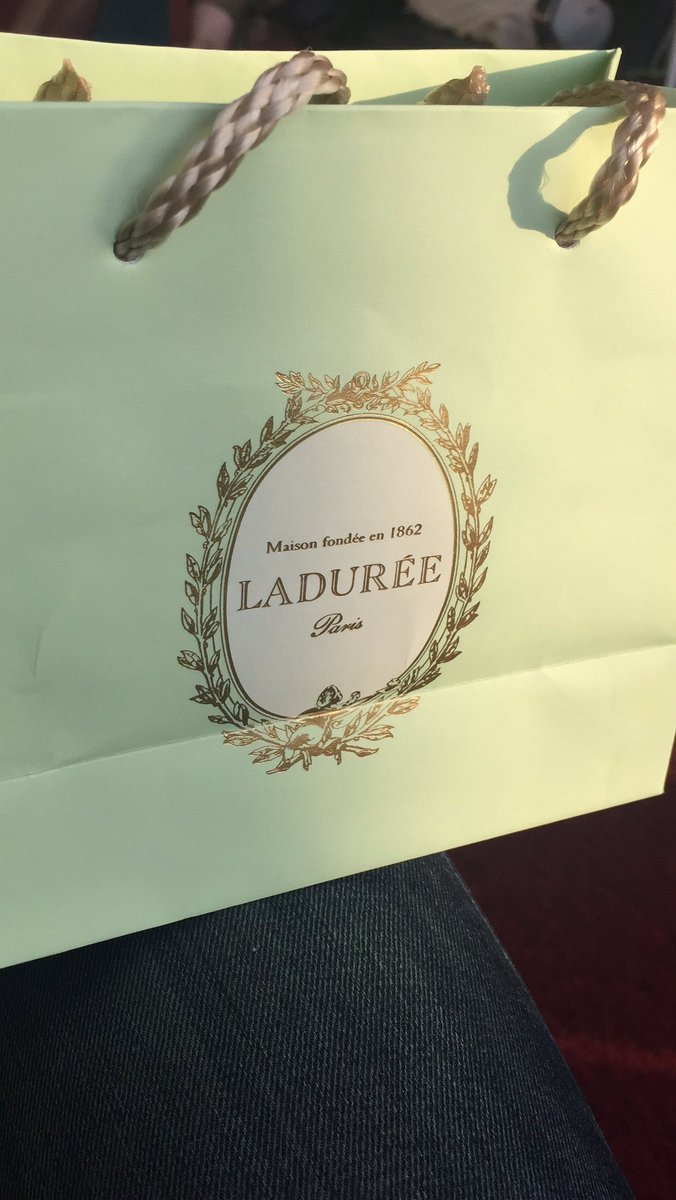 Maison fondée en 1862
LADURÉE
Paris